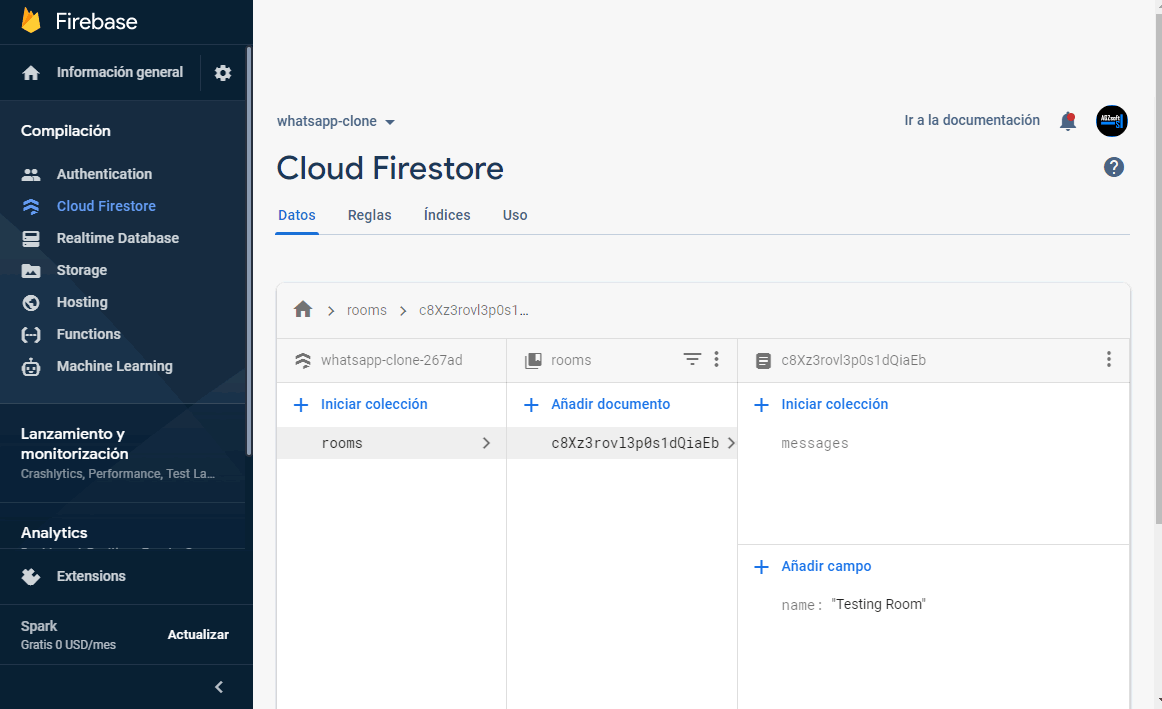 Firebase
Información general
Compilación
Authentication
Cloud Firestore
Realtime Database
Storage
Hosting
Functions
Machine Learning
Lanzamiento y
monitorización
Crashlytics, Performance, Test La...
Analytics
Extensions
Spark
Gratis 0 USD/mes
Actualizar
whatsapp-clone
Ir a la documentación
Cloud Firestore
Datos Reglas Índices Uso
rooms c8Xz3rovl3p0s1...
whatsapp-clone-267ad
rooms
c8Xz3rovl3p0s1dQiaEb
Iniciar colección
Añadir documento
Iniciar colección
rooms
c8Xz3rovl3p0s1dQiaEb
messages
Añadir campo
name: "Testing Room"